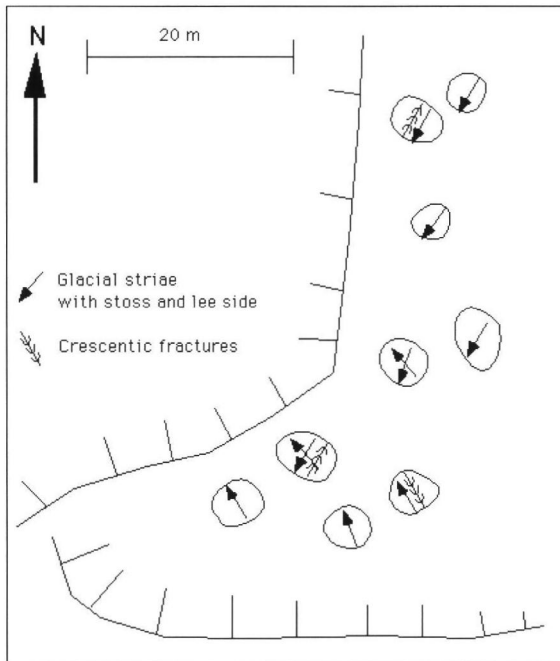 N
20 m
Glacial striae
with stoss and lee side
Crescentic fractures